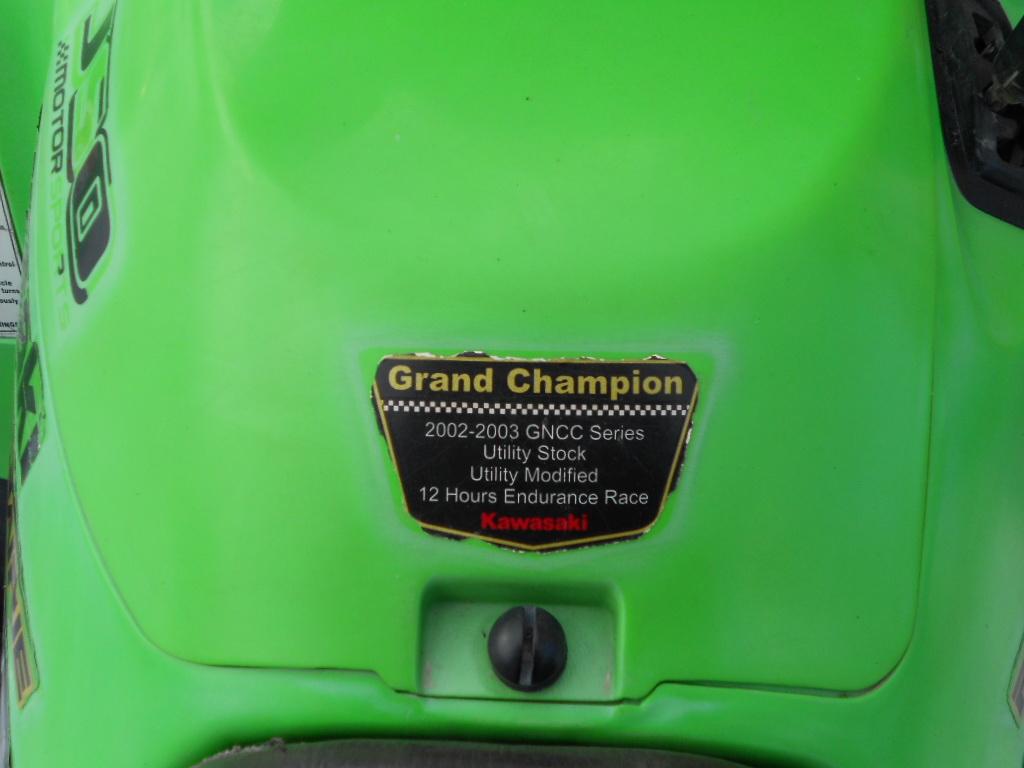 MOTORSPORTS
Grand Champion
2002-2003 GNCC Series
Utility Stock
Utility Modified
12 Hours Endurance Race
Kawasaki